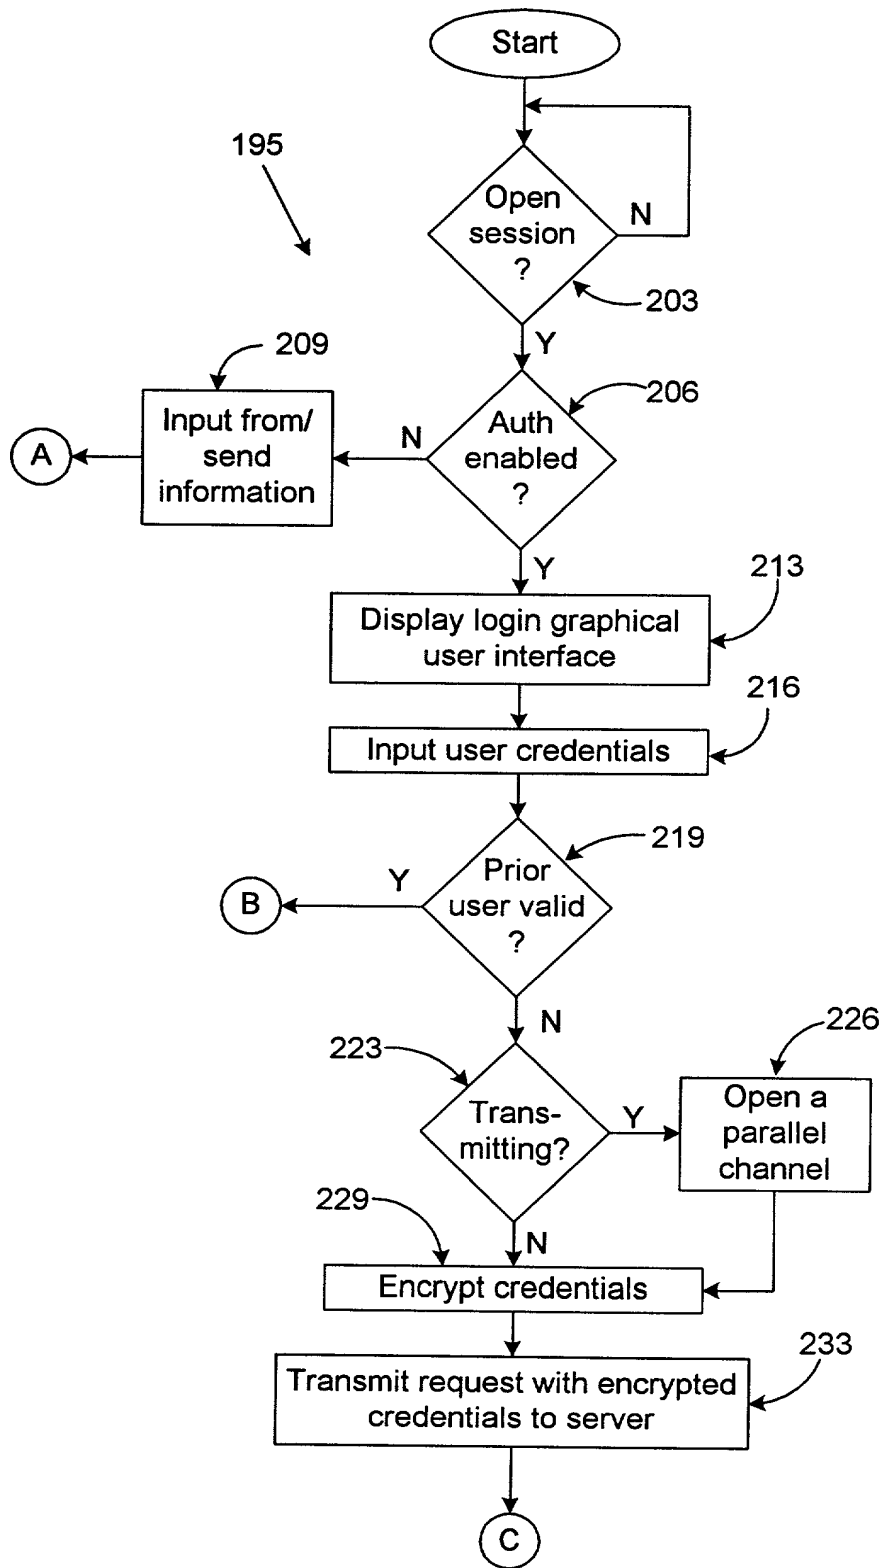 Start
195
Open
session
?
N
203
Y
209
206
Input from/
send
information
A
N
Auth
enabled
?
Y
213
Display login graphical
user interface
216
Input user credentials
219
Y
B
Prior
user valid
?
N
223
226
Trans-
mitting?
Y
Open a
parallel
channel
229
N
Encrypt credentials
233
Transmit request with encrypted
credentials to server
C